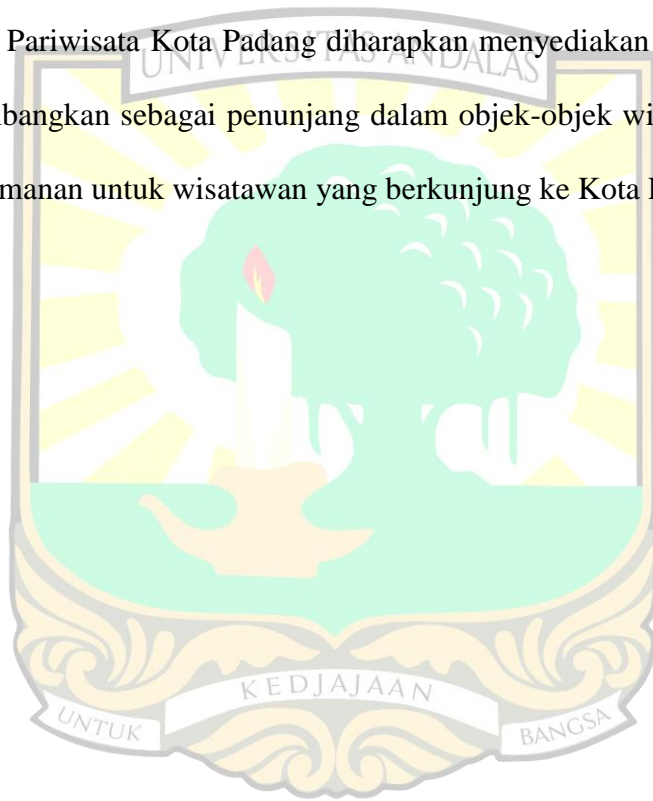 Pariwisata Kota Padang diharapkan menyediakan
UNIVERSITAS ANDALAS
bangkan sebagai penunjang dalam objek-objek wi
manan untuk wisatawan yang berkunjung ke Kota
KEDJAJAAN
UNTUK
BANGSA